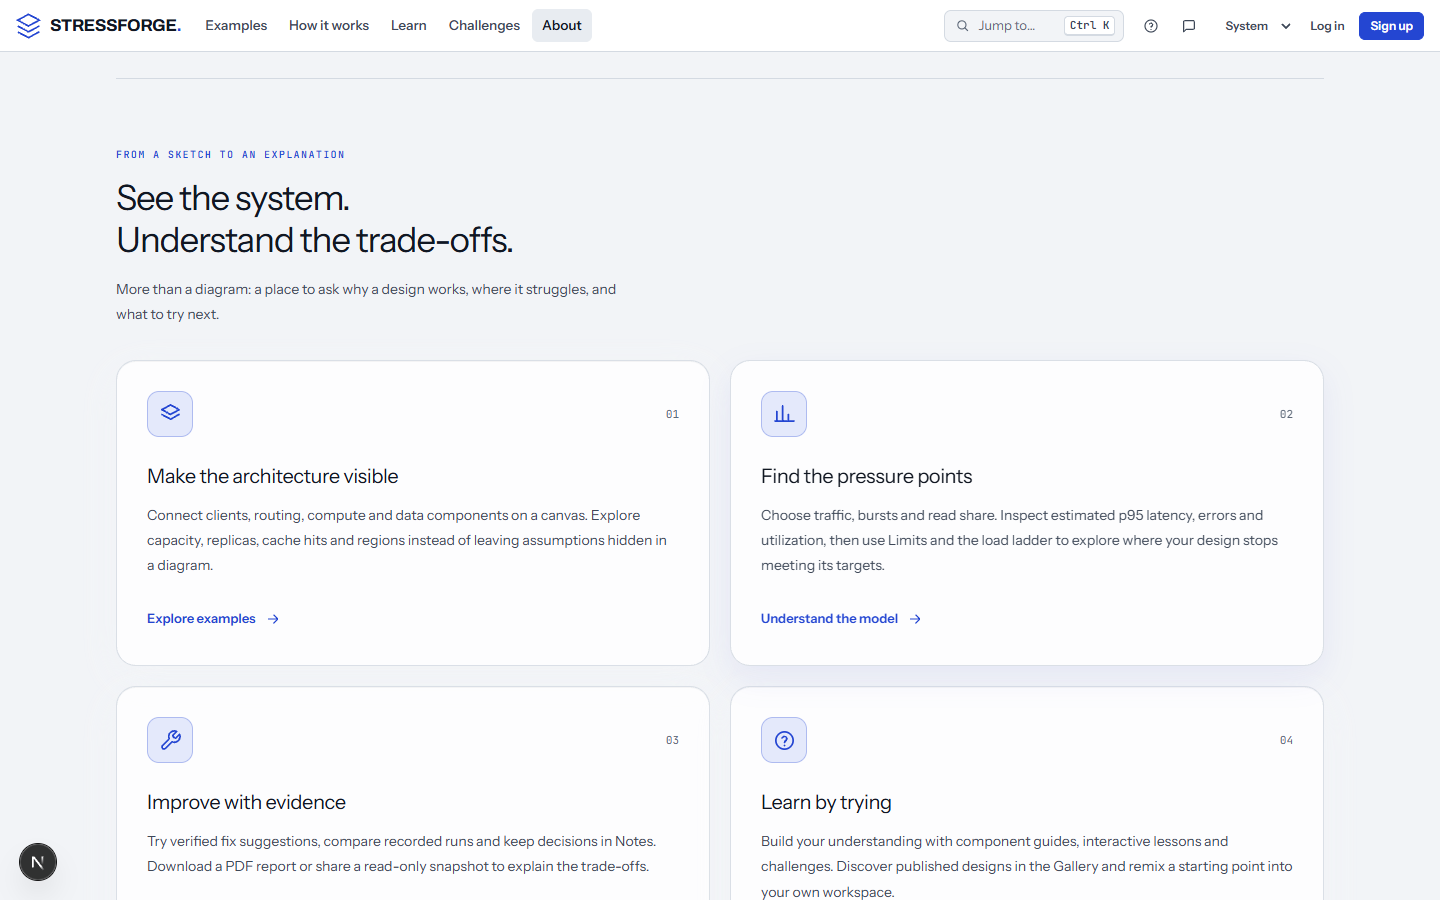 STRESSFORGE.
Examples
How it works
Learn
Challenges
About
Jump to...
Ctrl K
System
Log in
Sign up
FROM A SKETCH TO AN EXPLANATION
See the system.
Understand the trade-offs.
More than a diagram: a place to ask why a design works, where it struggles, and
what to try next.
01
Make the architecture visible
Connect clients, routing, compute and data components on a canvas. Explore
capacity, replicas, cache hits and regions instead of leaving assumptions hidden in
a diagram.
Explore examples
02
Find the pressure points
Choose traffic, bursts and read share. Inspect estimated p95 latency, errors and
utilization, then use Limits and the load ladder to explore where your design stops
meeting its targets.
Understand the model
03
Improve with evidence
Try verified fix suggestions, compare recorded runs and keep decisions in Notes.
Download a PDF report or share a read-only snapshot to explain the trade-offs.
04
Learn by trying
Build your understanding with component guides, interactive lessons and
challenges. Discover published designs in the Gallery and remix a starting point into
your own workspace.
N